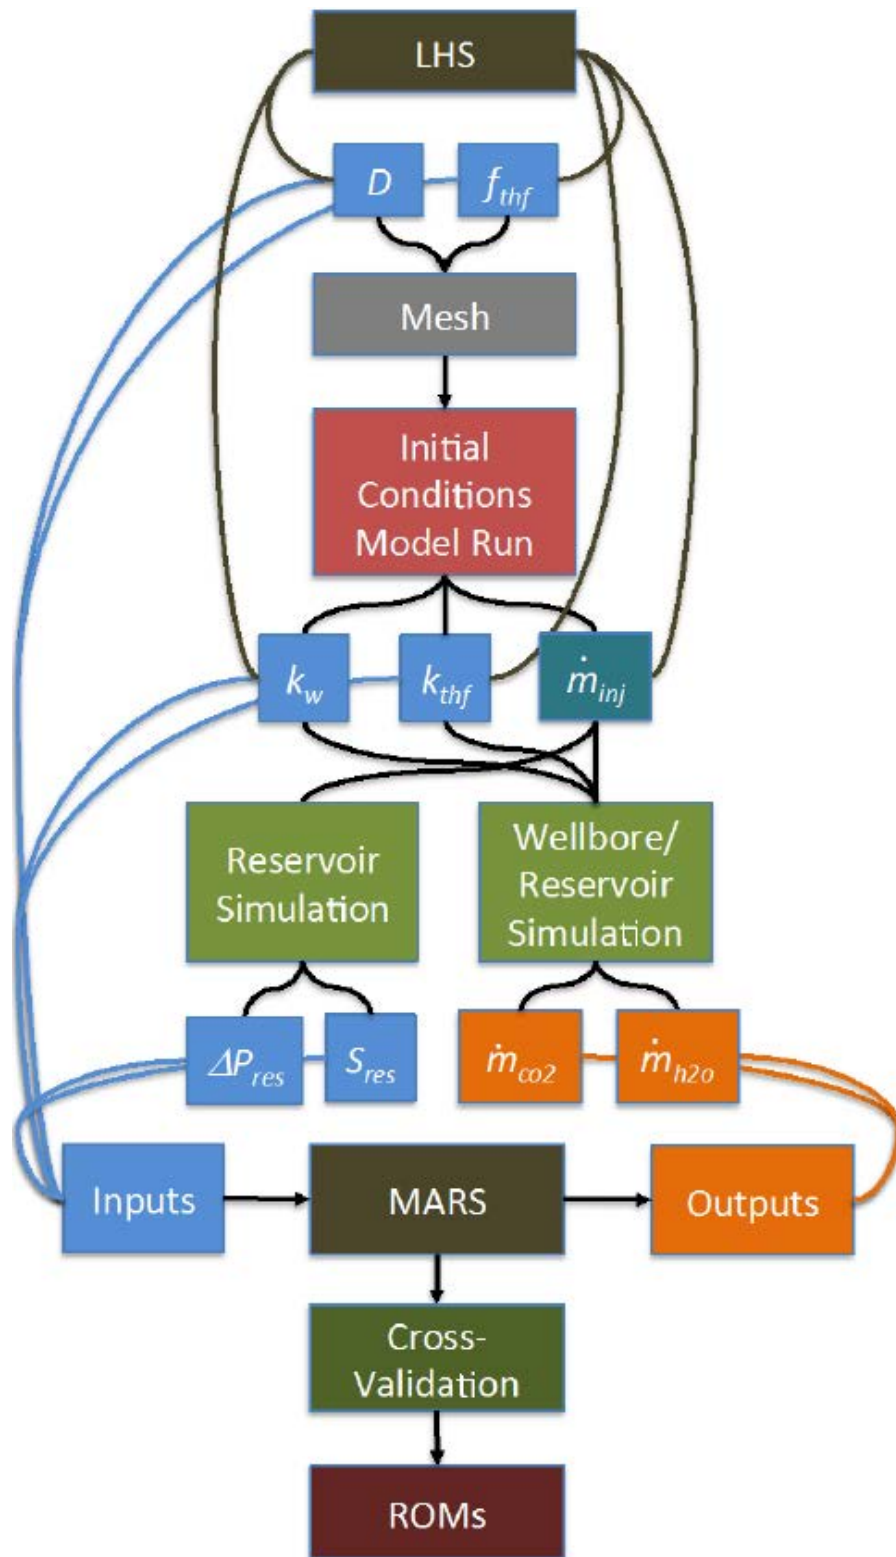 LHS
D f_thf
Mesh
Initial
Conditions
Model Run
k_w k_thf ṁ_inj
Reservoir
Simulation
Wellbore/
Reservoir
Simulation
ΔP_res S_res ṁ_co2 ṁ_h2o
Inputs MARS Outputs
Cross-
Validation
ROMs